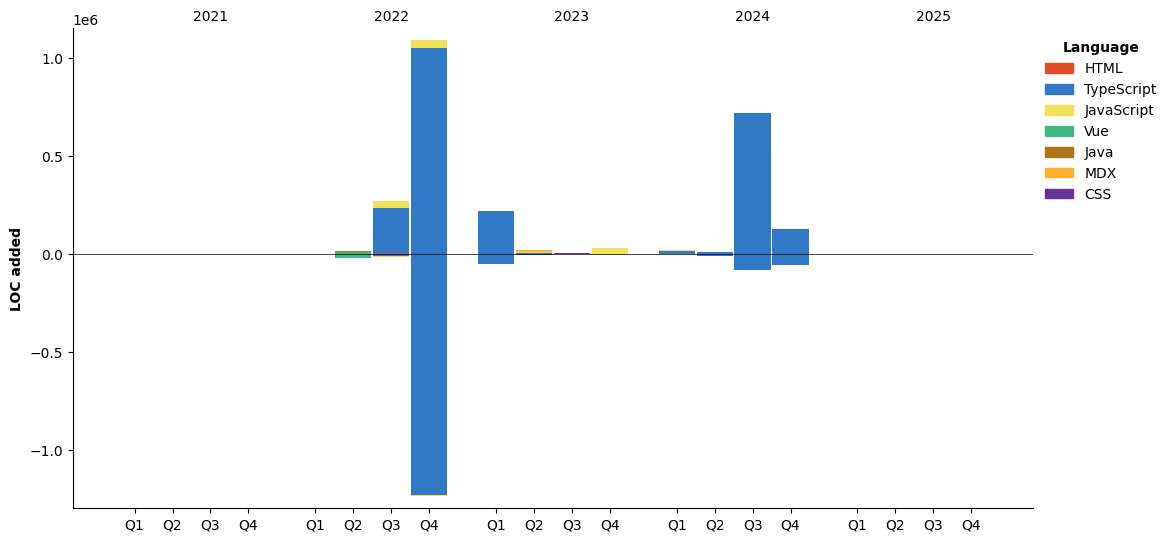 1e6
2021 2022 2023 2024 2025
Language
HTML
TypeScript
JavaScript
Vue
Java
MDX
CSS
LOC added
1.0
0.5
0.0
−0.5
−1.0
Q1 Q2 Q3 Q4 Q1 Q2 Q3 Q4 Q1 Q2 Q3 Q4 Q1 Q2 Q3 Q4 Q1 Q2 Q3 Q4